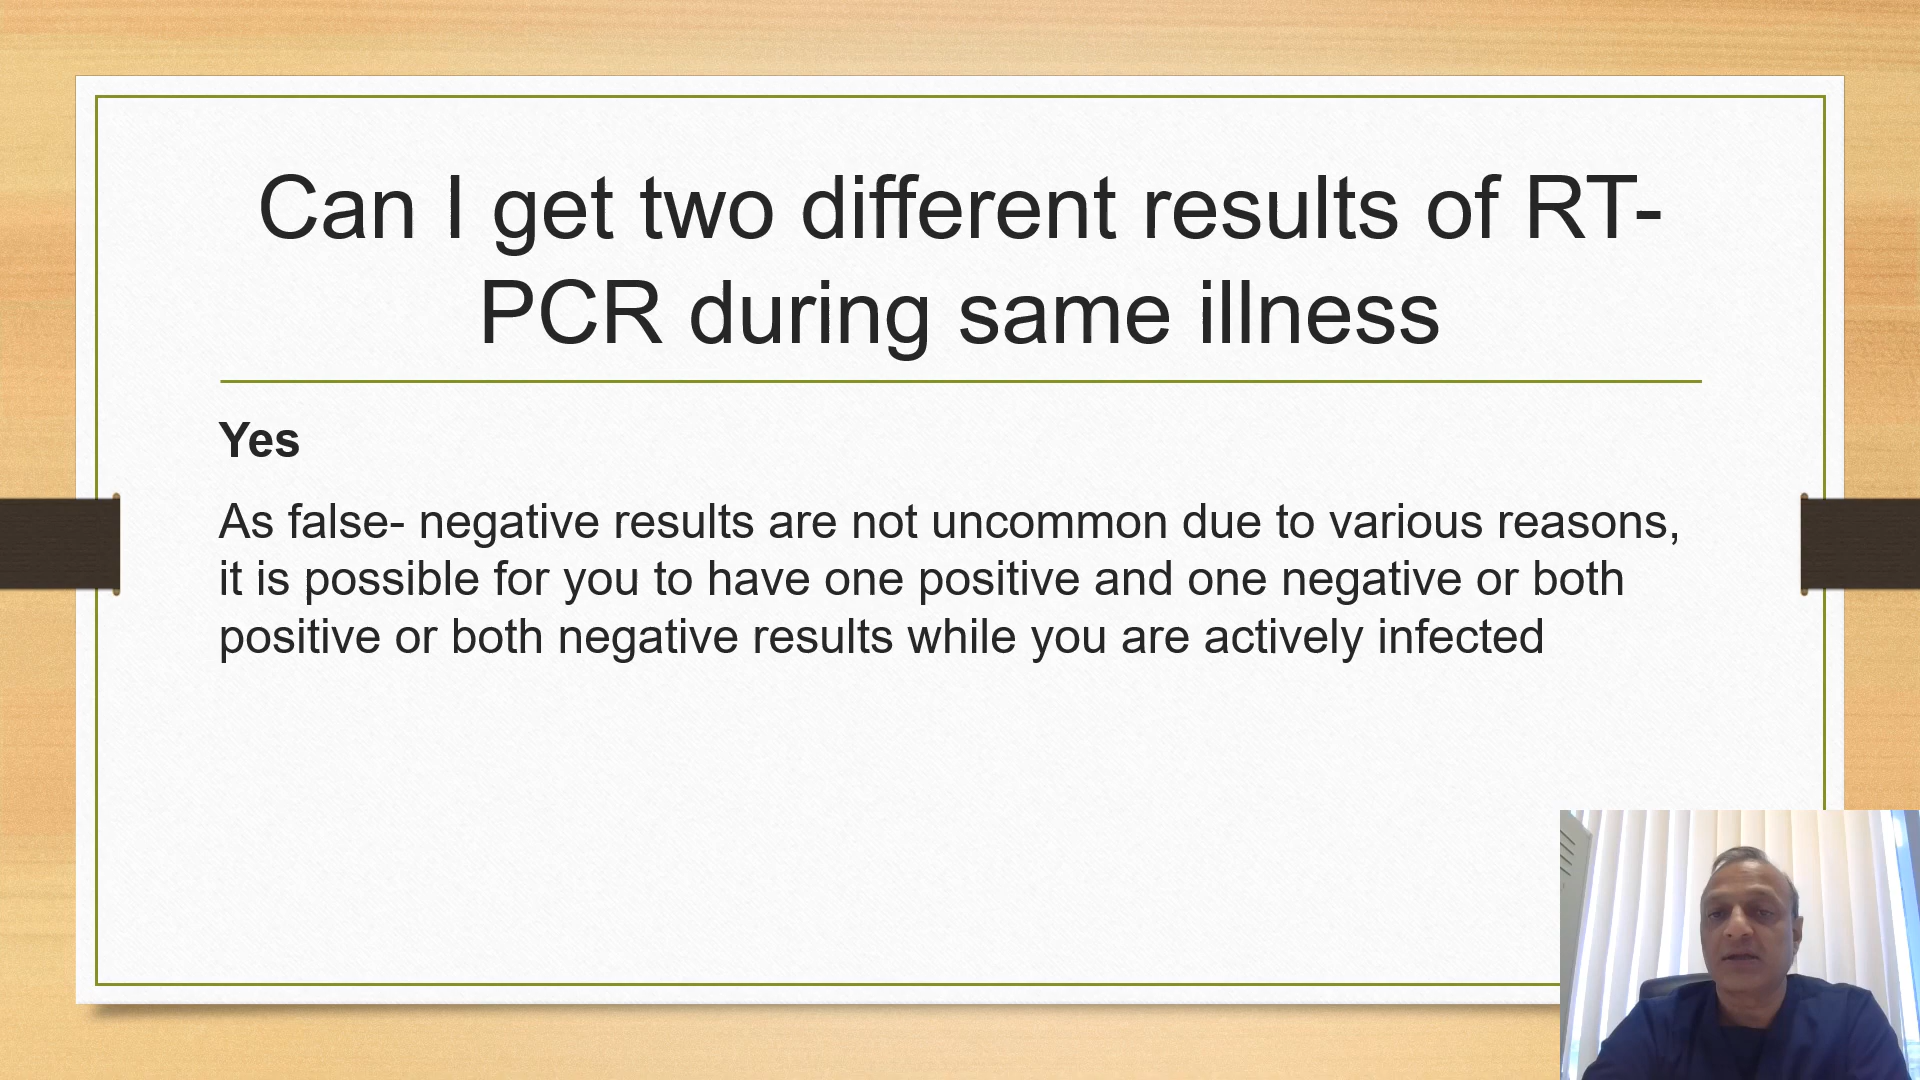 Can I get two different results of RT-
PCR during same illness
Yes
As false- negative results are not uncommon due to various reasons,
it is possible for you to have one positive and one negative or both
positive or both negative results while you are actively infected